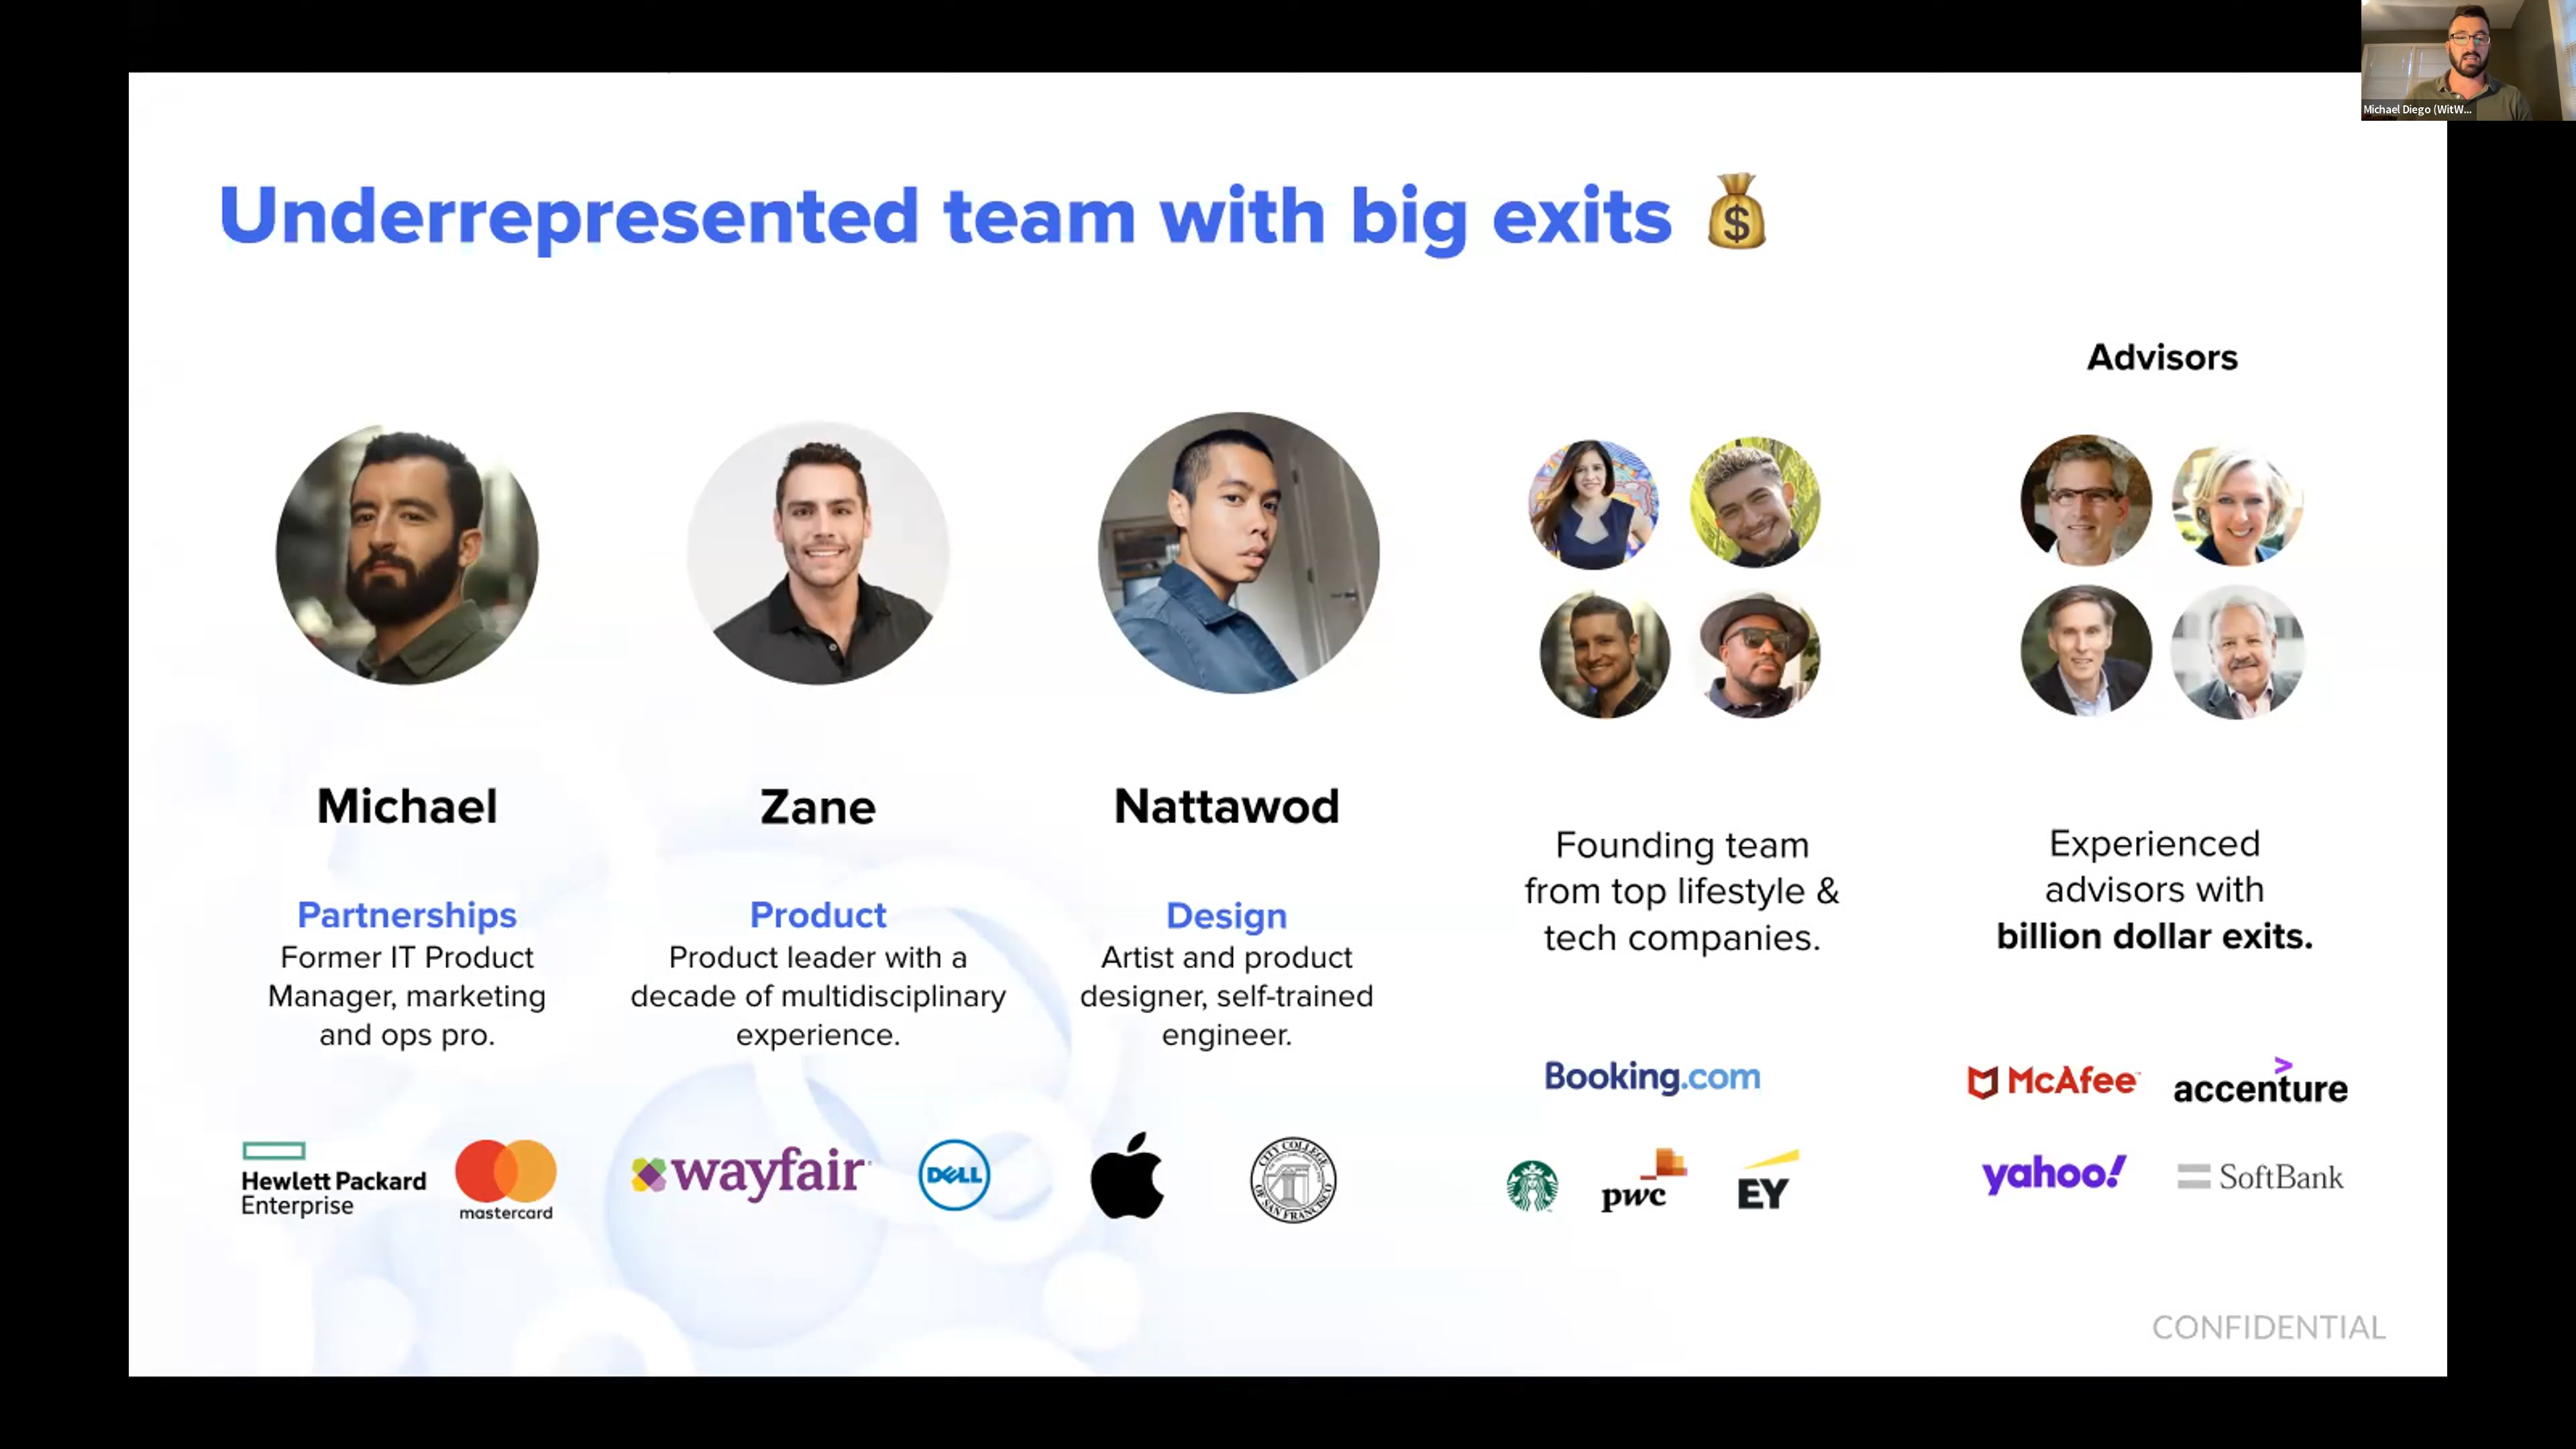 Michael Diego (WitW...
Underrepresented team with big exits
Advisors
Michael
Partnerships
Former IT Product
Manager, marketing
and ops pro.
Hewlett Packard
Enterprise
mastercard
Zane
Product
Product leader with a
decade of multidisciplinary
experience.
wayfair
DELL
Nattawod
Design
Artist and product
designer, self-trained
engineer.
CITY COLLEGE
OF SAN FRANCISCO
Founding team
from top lifestyle &
tech companies.
Booking.com
pwc
EY
Experienced
advisors with
billion dollar exits.
McAfee
accenture
yahoo!
SoftBank
CONFIDENTIAL